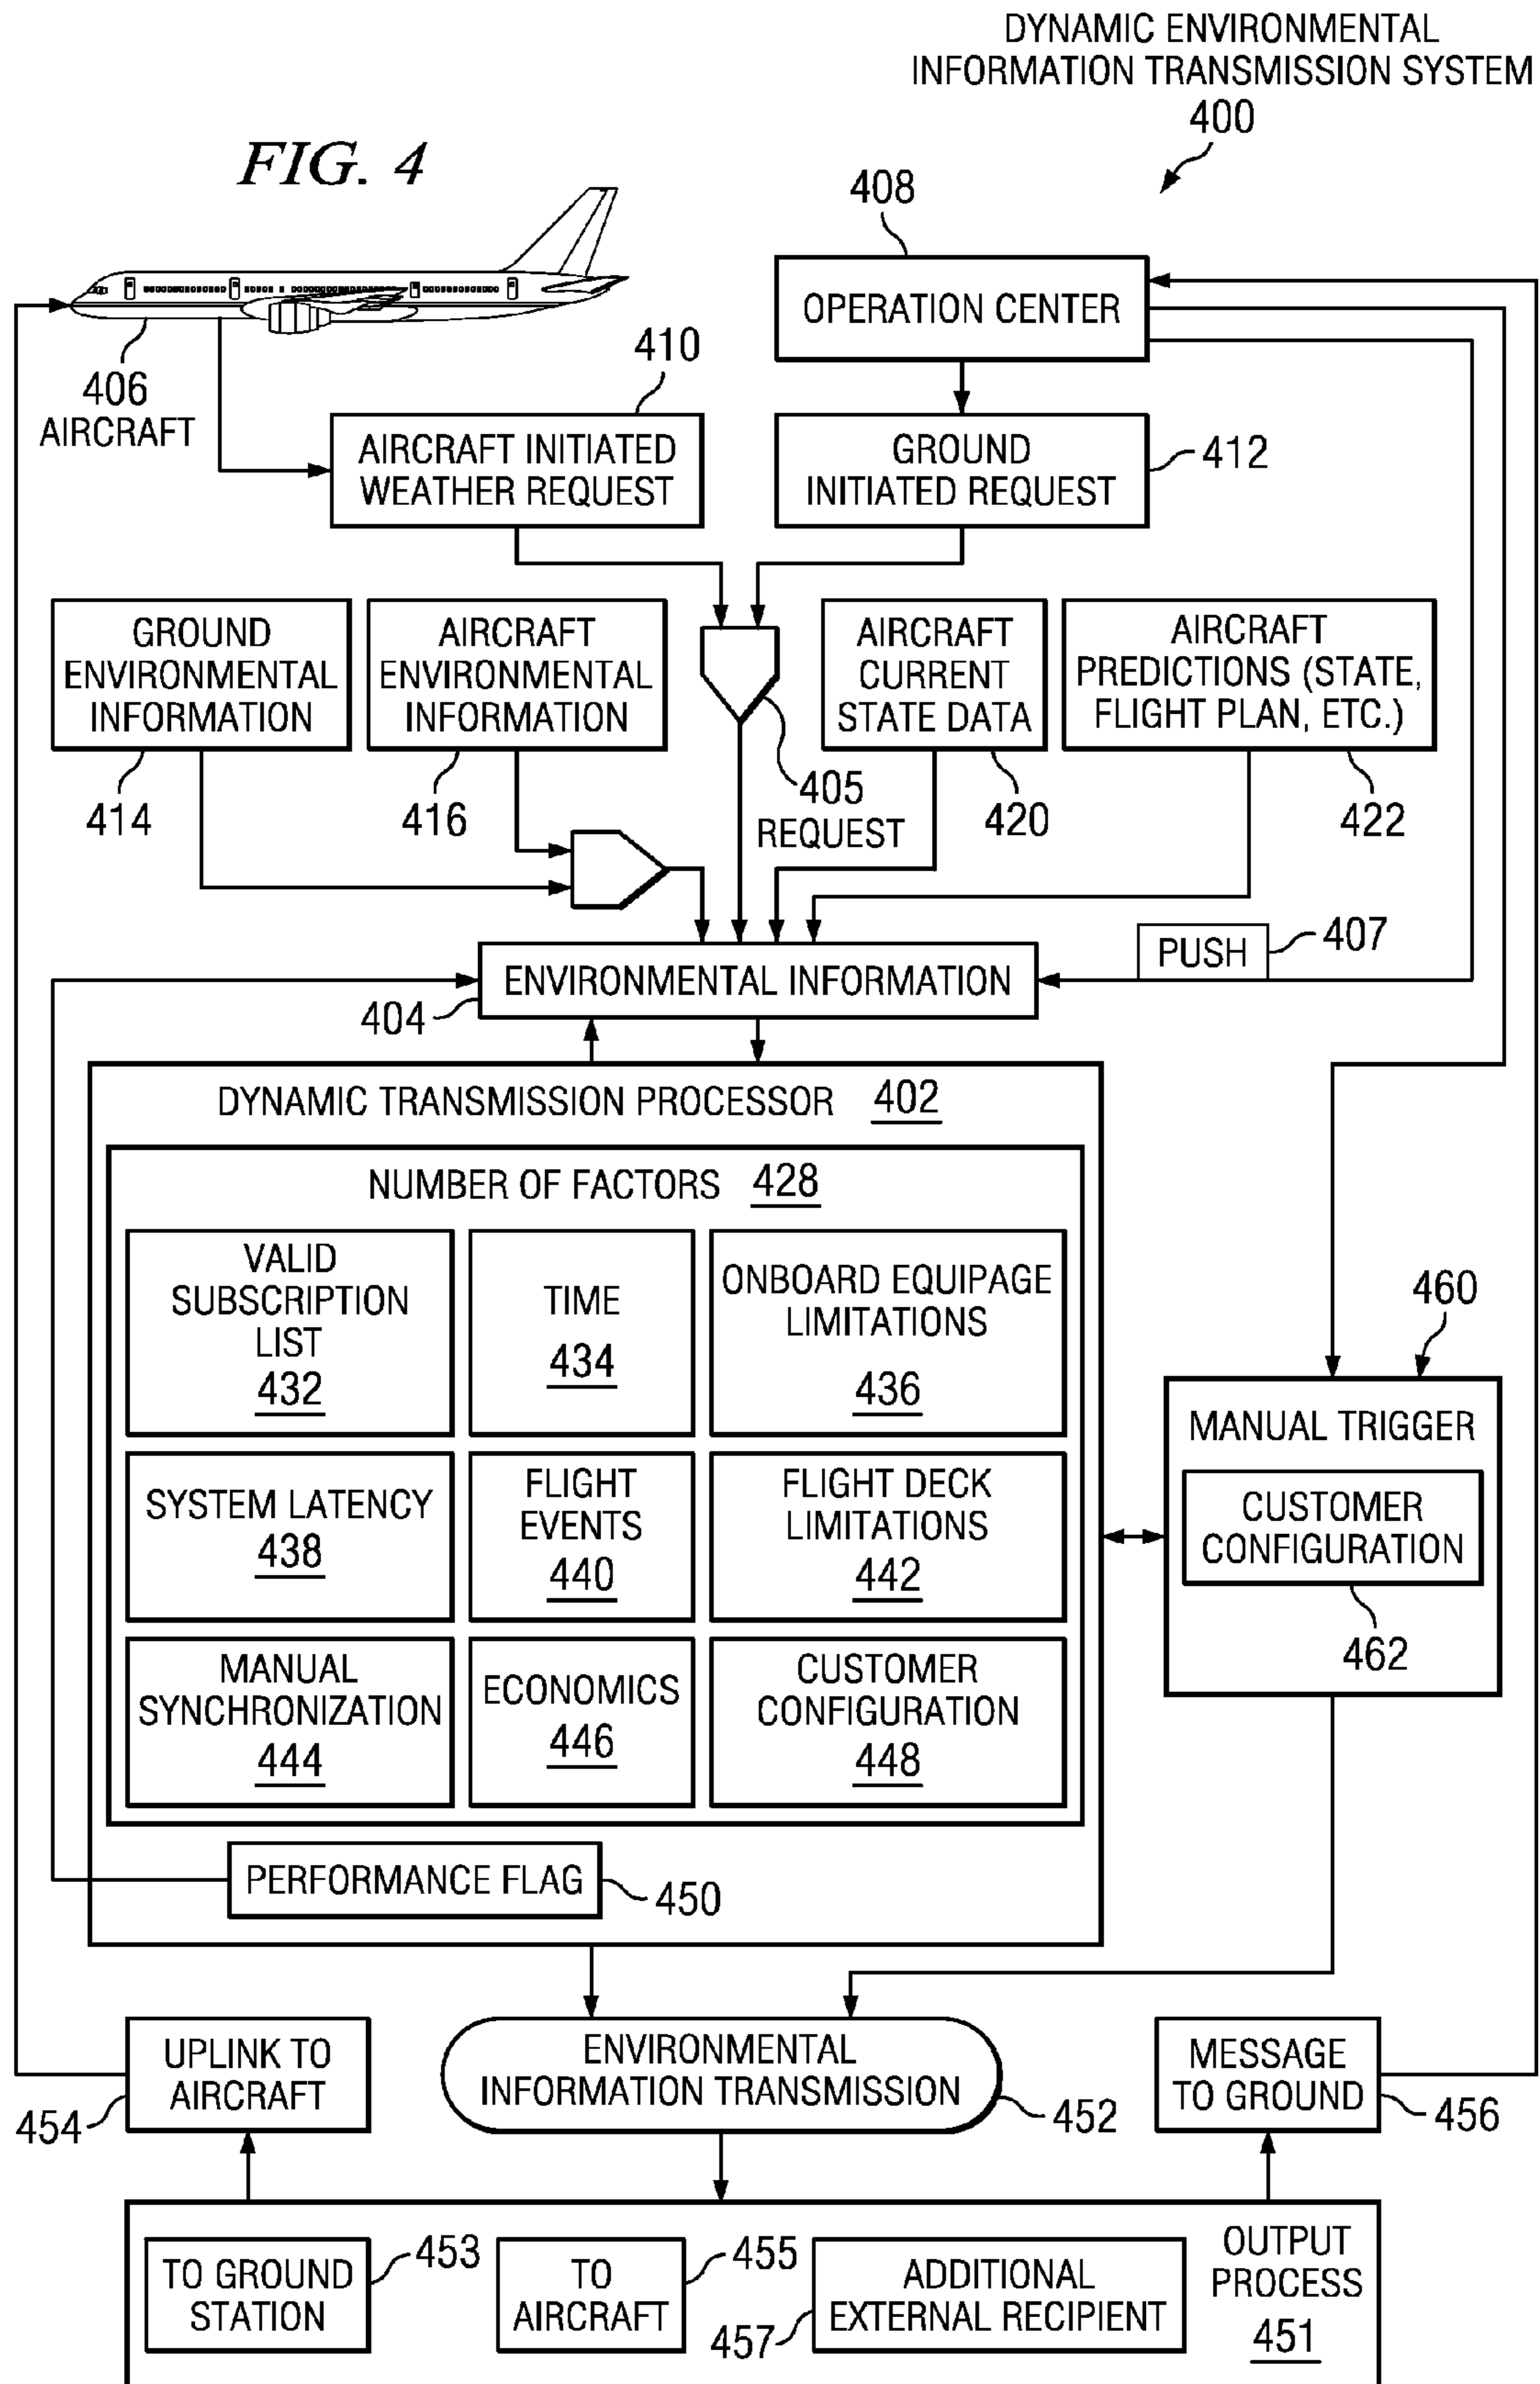 DYNAMIC ENVIRONMENTAL
INFORMATION TRANSMISSION SYSTEM
400
FIG. 4
408
OPERATION CENTER
406
AIRCRAFT
410
AIRCRAFT INITIATED
WEATHER REQUEST
GROUND
INITIATED REQUEST
412
GROUND
ENVIRONMENTAL
INFORMATION
414
AIRCRAFT
ENVIRONMENTAL
INFORMATION
416
405
REQUEST
AIRCRAFT
CURRENT
STATE DATA
420
AIRCRAFT
PREDICTIONS (STATE,
FLIGHT PLAN, ETC.)
422
PUSH
407
ENVIRONMENTAL INFORMATION
404
DYNAMIC TRANSMISSION PROCESSOR 402
NUMBER OF FACTORS 428
VALID
SUBSCRIPTION
LIST
432
TIME
434
ONBOARD EQUIPAGE
LIMITATIONS
436
SYSTEM LATENCY
438
FLIGHT
EVENTS
440
FLIGHT DECK
LIMITATIONS
442
MANUAL
SYNCHRONIZATION
444
ECONOMICS
446
CUSTOMER
CONFIGURATION
448
PERFORMANCE FLAG
450
460
MANUAL TRIGGER
CUSTOMER
CONFIGURATION
462
UPLINK TO
AIRCRAFT
454
ENVIRONMENTAL
INFORMATION TRANSMISSION
452
MESSAGE
TO GROUND
456
TO GROUND
STATION
453
TO
AIRCRAFT
455
ADDITIONAL
EXTERNAL RECIPIENT
457
OUTPUT
PROCESS
451